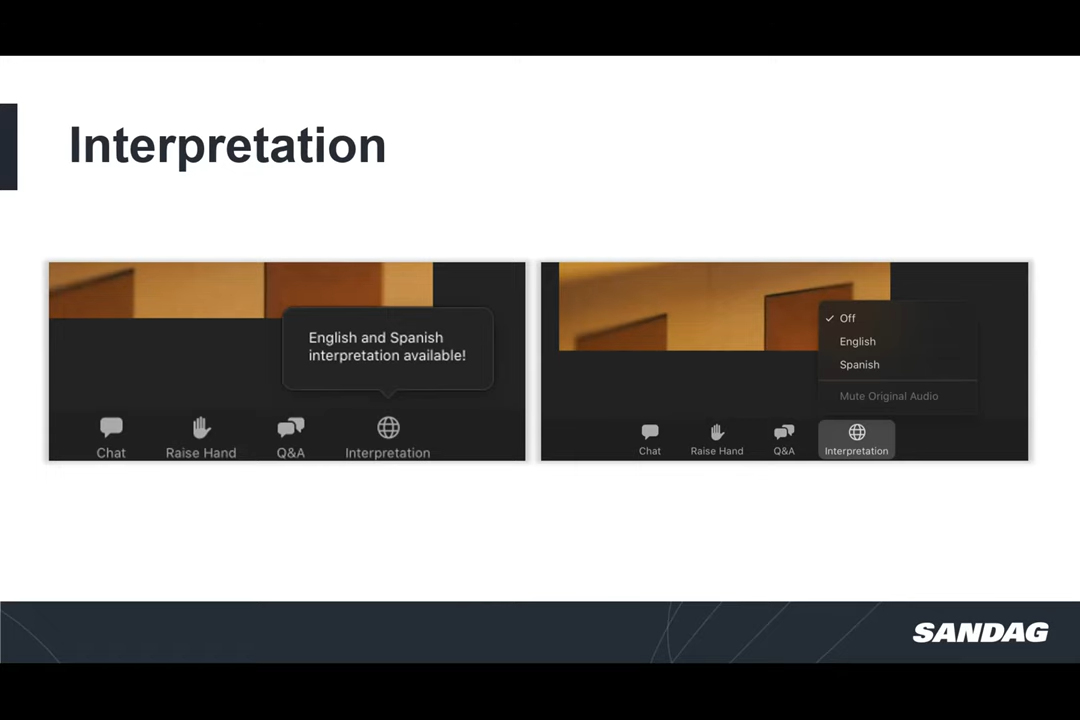 Interpretation
English and Spanish
interpretation available!
Chat
Raise Hand
Q&A
Interpretation
Off
English
Spanish
Mute Original Audio
Chat
Raise Hand
Q&A
Interpretation
SANDAG